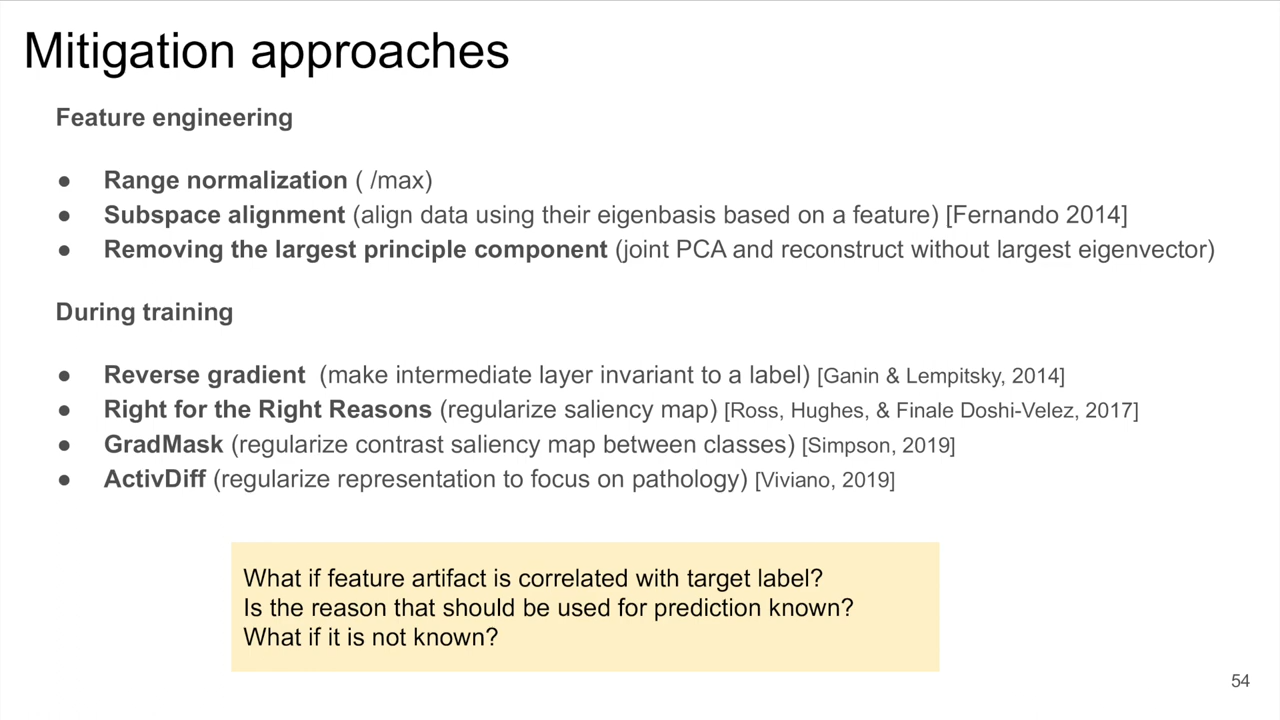 Mitigation approaches
Feature engineering
● Range normalization ( /max)
● Subspace alignment (align data using their eigenbasis based on a feature) [Fernando 2014]
● Removing the largest principle component (joint PCA and reconstruct without largest eigenvector)
During training
● Reverse gradient (make intermediate layer invariant to a label) [Ganin & Lempitsky, 2014]
● Right for the Right Reasons (regularize saliency map) [Ross, Hughes, & Finale Doshi-Velez, 2017]
● GradMask (regularize contrast saliency map between classes) [Simpson, 2019]
● ActivDiff (regularize representation to focus on pathology) [Viviano, 2019]
What if feature artifact is correlated with target label?
Is the reason that should be used for prediction known?
What if it is not known?
54